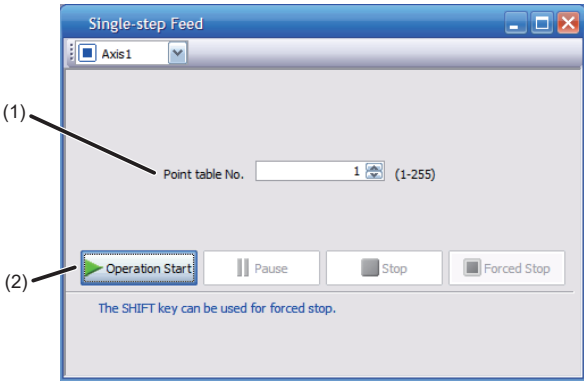 Single-step Feed
Axis1
(1)
Point table No. 1 (1-255)
(2)
Operation Start Pause Stop Forced Stop
The SHIFT key can be used for forced stop.